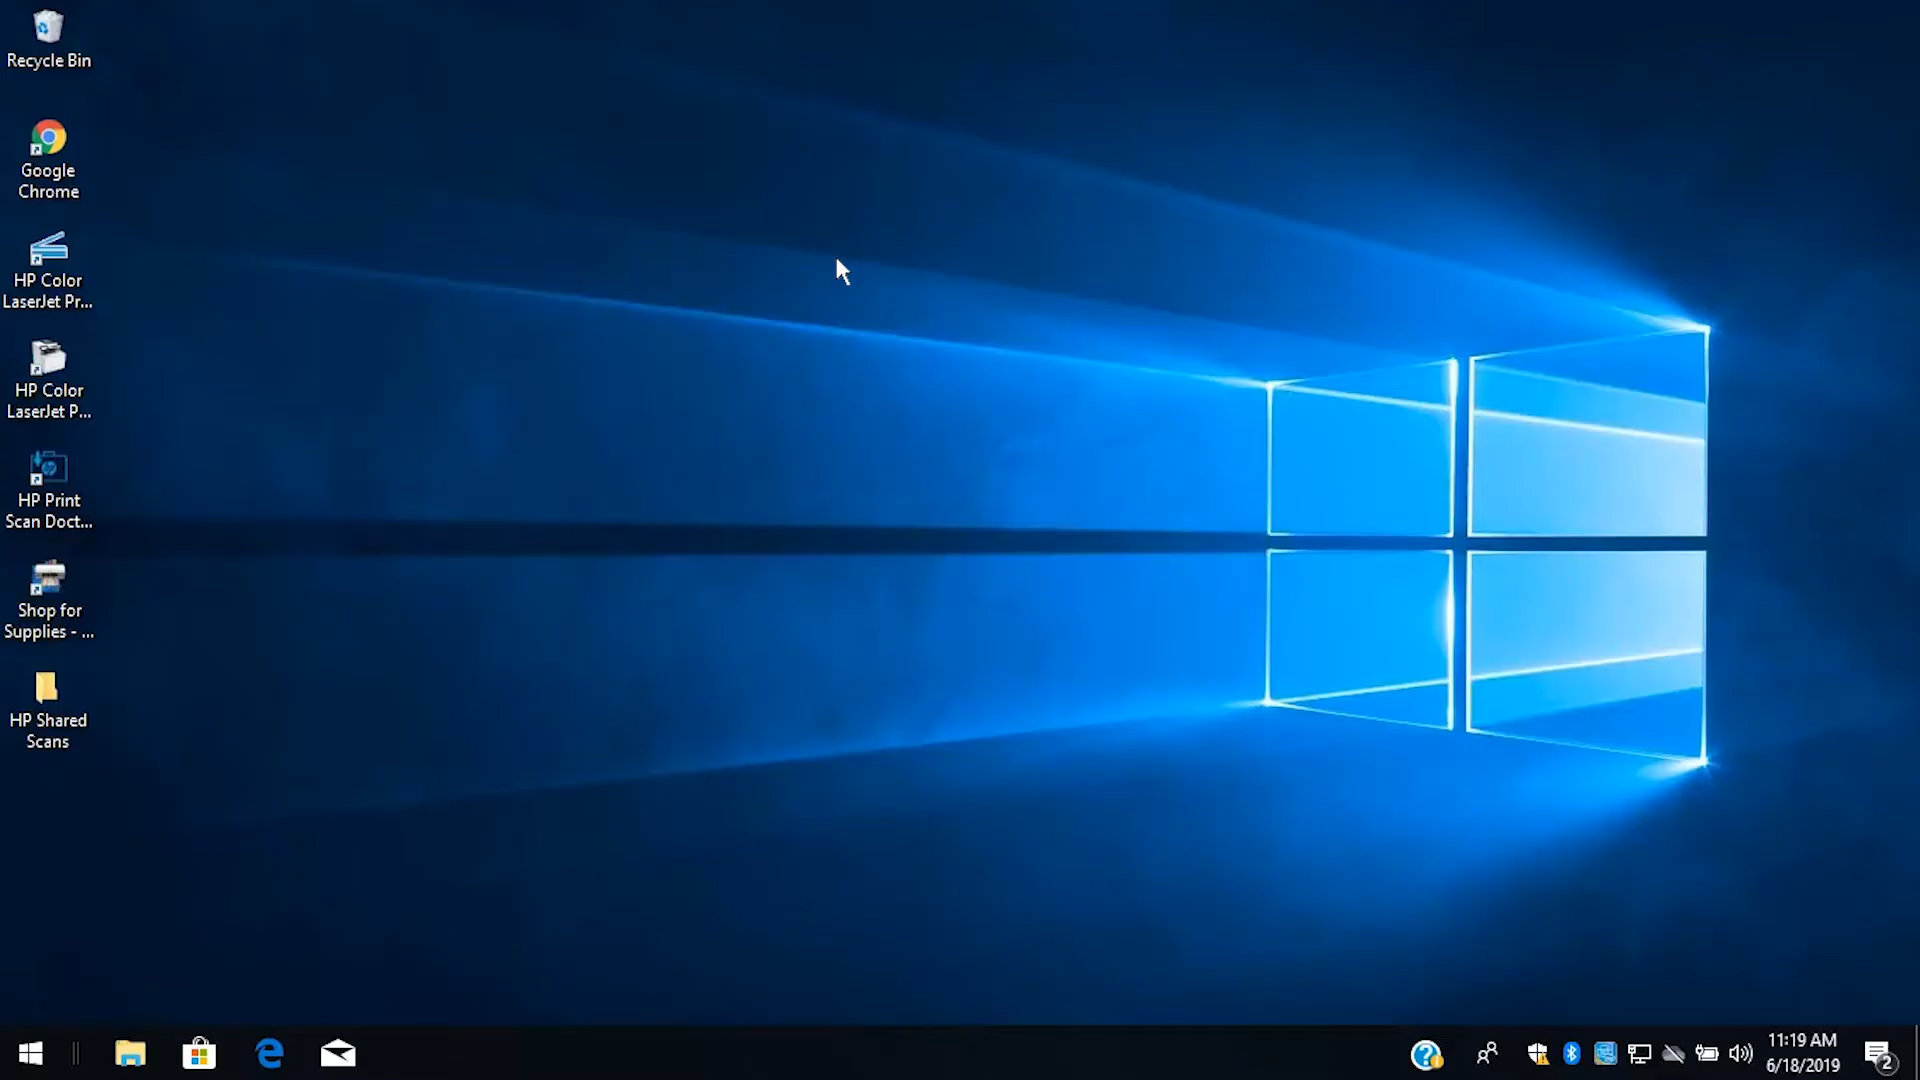 Recycle Bin
Google
Chrome
HP Color
LaserJet Pr...
HP Color
LaserJet P...
HP Print
Scan Doct...
Shop for
Supplies - ...
HP Shared
Scans
11:19 AM
6/18/2019
2